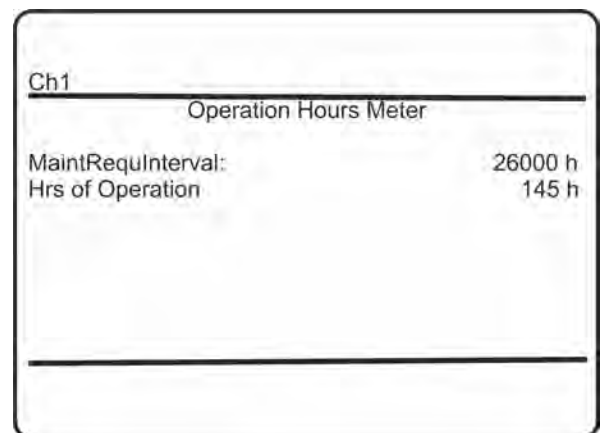 Ch1
Operation Hours Meter
MaintRequInterval: 26000 h
Hrs of Operation 145 h